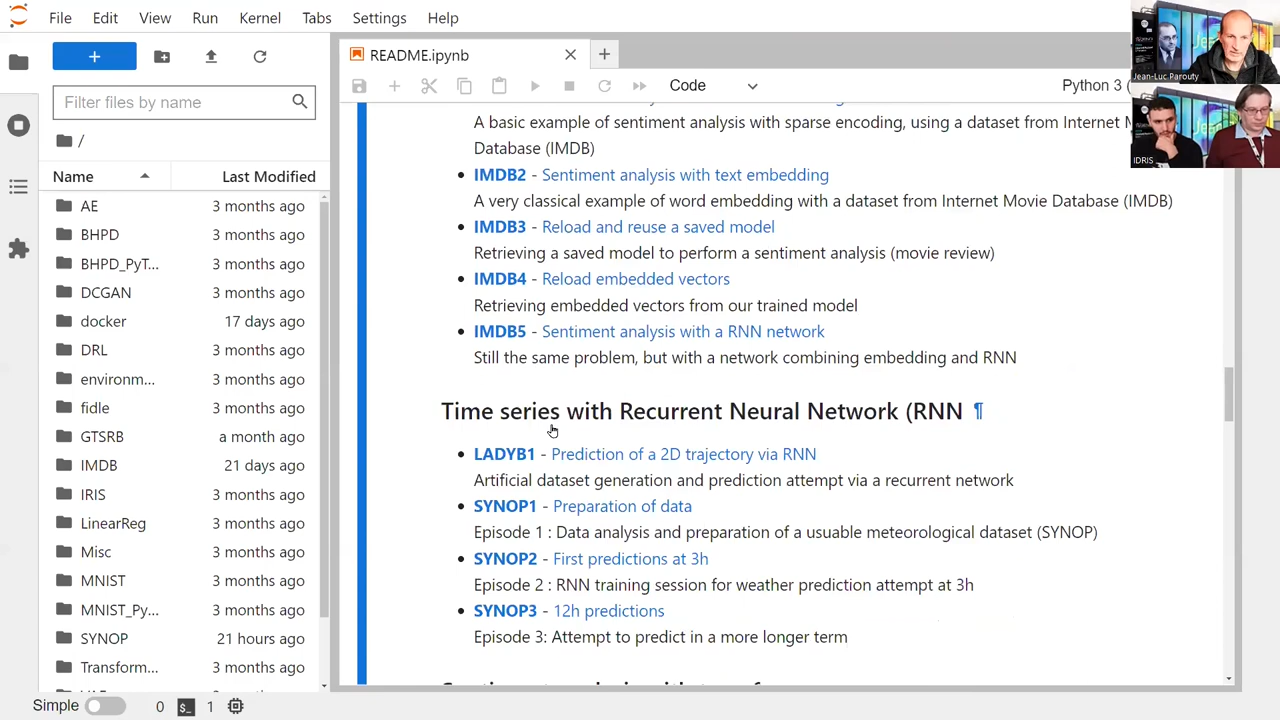 File Edit View Run Kernel Tabs Settings Help
Jean-Luc Parouty
IDRIS
Filter files by name
/
Name Last Modified
AE 3 months ago
BHPD 3 months ago
BHPD_PyT... 3 months ago
DCGAN 3 months ago
docker 17 days ago
DRL 3 months ago
environm... 3 months ago
fidle 3 months ago
GTSRB a month ago
IMDB 21 days ago
IRIS 3 months ago
LinearReg 3 months ago
Misc 3 months ago
MNIST 3 months ago
MNIST_Py... 3 months ago
SYNOP 21 hours ago
Transform... 3 months ago
README.ipynb
Code
Python 3 (
A basic example of sentiment analysis with sparse encoding, using a dataset from Internet
Database (IMDB)
IMDB2 - Sentiment analysis with text embedding
A very classical example of word embedding with a dataset from Internet Movie Database (IMDB)
IMDB3 - Reload and reuse a saved model
Retrieving a saved model to perform a sentiment analysis (movie review)
IMDB4 - Reload embedded vectors
Retrieving embedded vectors from our trained model
IMDB5 - Sentiment analysis with a RNN network
Still the same problem, but with a network combining embedding and RNN
Time series with Recurrent Neural Network (RNN ¶
LADYB1 - Prediction of a 2D trajectory via RNN
Artificial dataset generation and prediction attempt via a recurrent network
SYNOP1 - Preparation of data
Episode 1 : Data analysis and preparation of a usuable meteorological dataset (SYNOP)
SYNOP2 - First predictions at 3h
Episode 2 : RNN training session for weather prediction attempt at 3h
SYNOP3 - 12h predictions
Episode 3: Attempt to predict in a more longer term
Simple 0 $_ 1